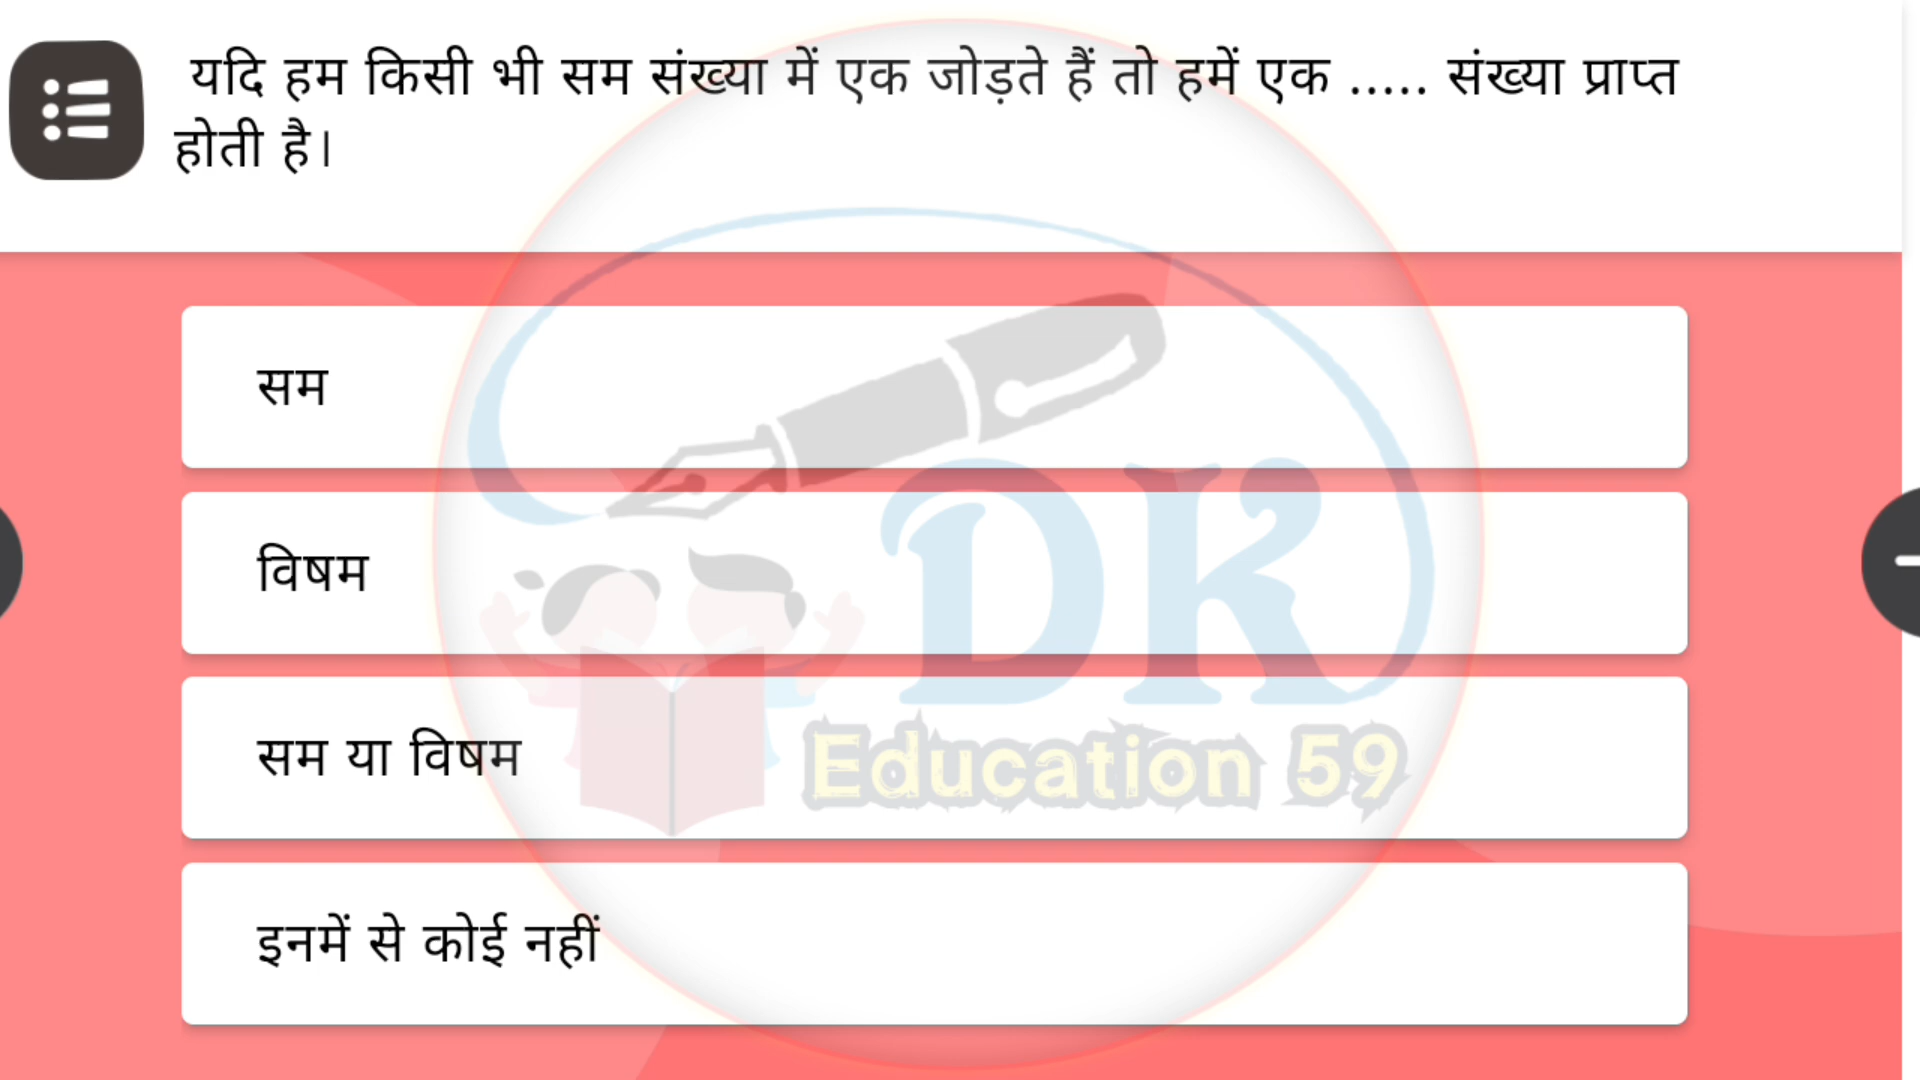 यदि हम किसी भी सम संख्या में एक जोड़ते हैं तो हमें एक ..... संख्या प्राप्त
होती है।
सम
विषम
सम या विषम
इनमें से कोई नहीं
DK
Education 59